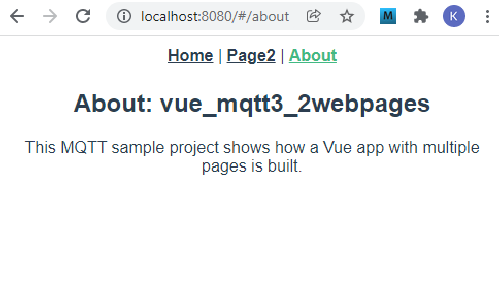 localhost:8080/#/about
M
K
Home | Page2 | About
About: vue_mqtt3_2webpages
This MQTT sample project shows how a Vue app with multiple
pages is built.